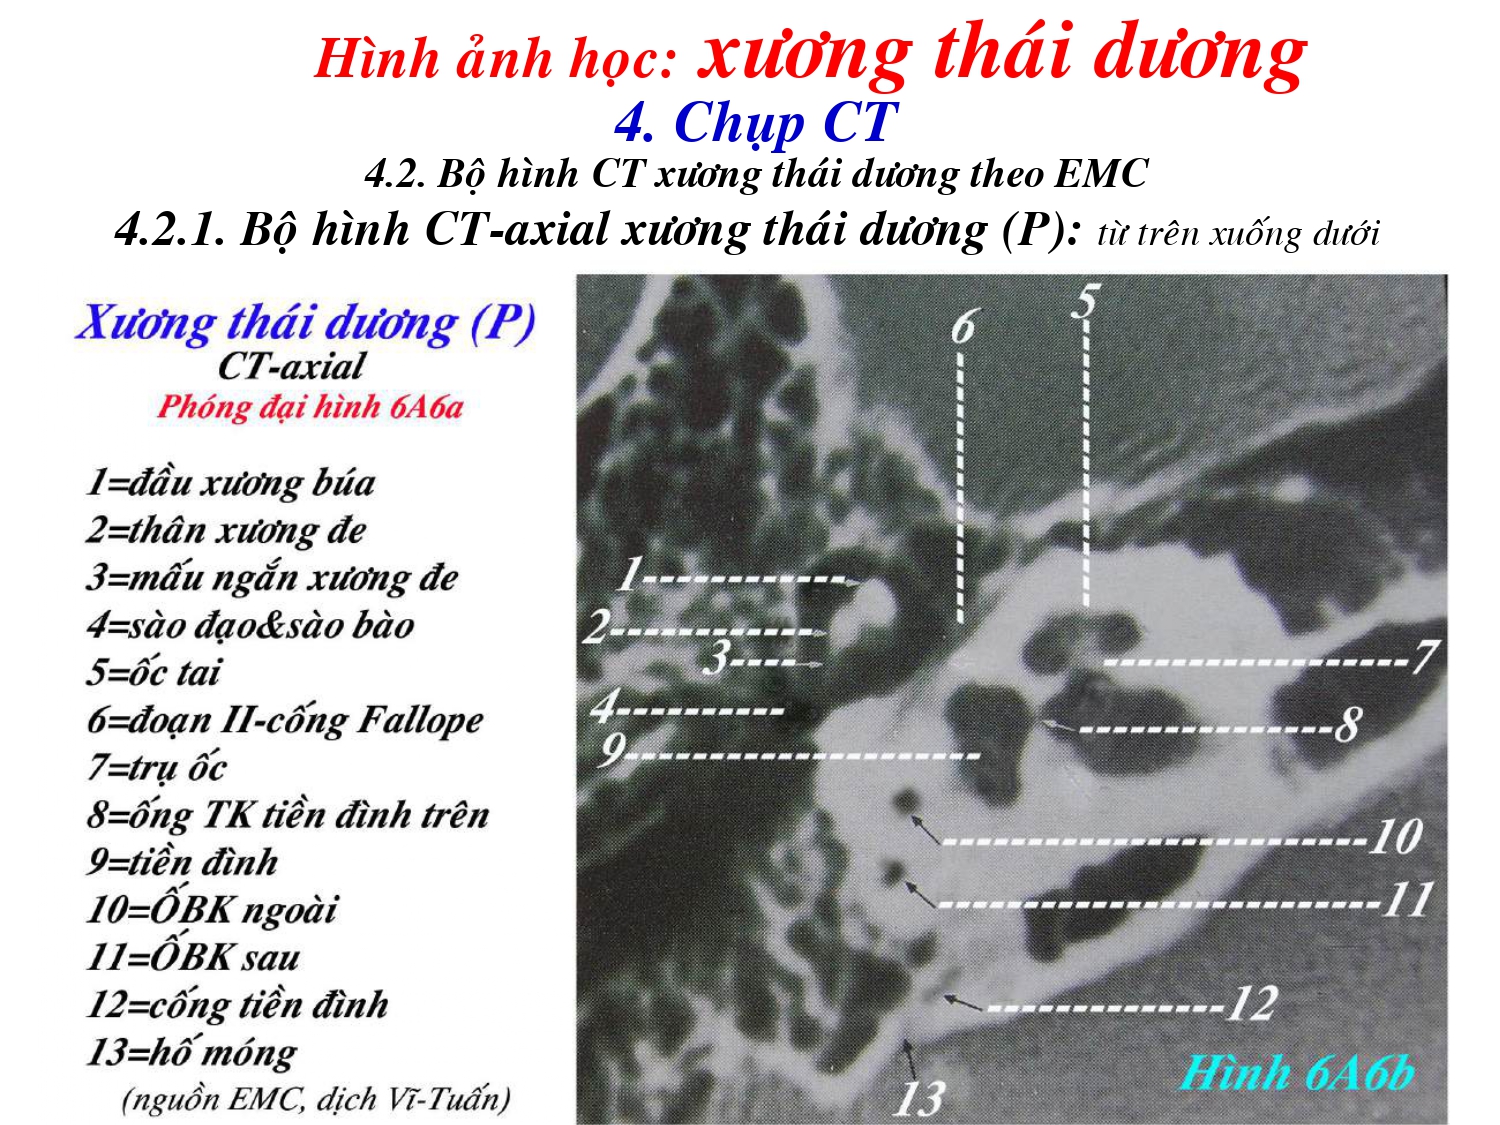 Hình ảnh học: xương thái dương
4. Chụp CT
4.2. Bộ hình CT xương thái dương theo EMC
4.2.1. Bộ hình CT-axial xương thái dương (P): từ trên xuống dưới
Xương thái dương (P)
CT-axial
Phóng đại hình 6A6a
1=đầu xương búa
2=thân xương đe
3=mấu ngắn xương đe
4=sào đạo&sào bào
5=ốc tai
6=đoạn II-cống Fallope
7=trụ ốc
8=ống TK tiền đình trên
9=tiền đình
10=ỐBK ngoài
11=ỐBK sau
12=cống tiền đình
13=hố móng
(nguồn EMC, dịch Vĩ-Tuấn)
5
6
1
2
3
7
4
8
9
10
11
12
13
Hình 6A6b